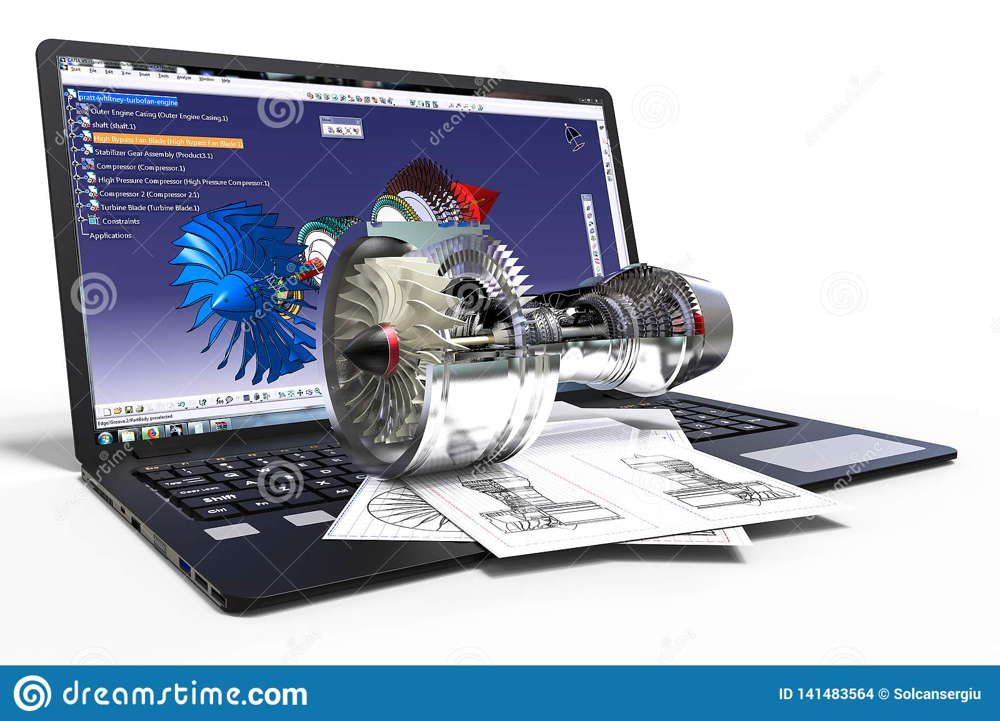 CATIA V5 - [pratt-whitney-turbofan-engine.CATProduct]
Start File Edit View Insert Tools Analyze Window Help
pratt-whitney-turbofan-engine
Outer Engine Casing (Outer Engine Casing.1)
shaft (shaft.1)
High Bypass Fan Blade (High Bypass Fan Blade.1)
Stabilizer Gear Assembly (Product3.1)
Compressor (Compressor.1)
High Pressure Compressor (High Pressure Compressor.1)
Compressor 2 (Compressor 2.1)
Turbine Blade (Turbine Blade.1)
Constraints
Applications
Move
Edge/Groove.2/PartBody preselected
Esc F1 F2 F3 F4 F5
Tab Q W E
Caps Lock A S D
Shift Z X C
Ctrl Fn Alt
dreamstime
dreamstime.com
ID 141483564 © Solcansergiu